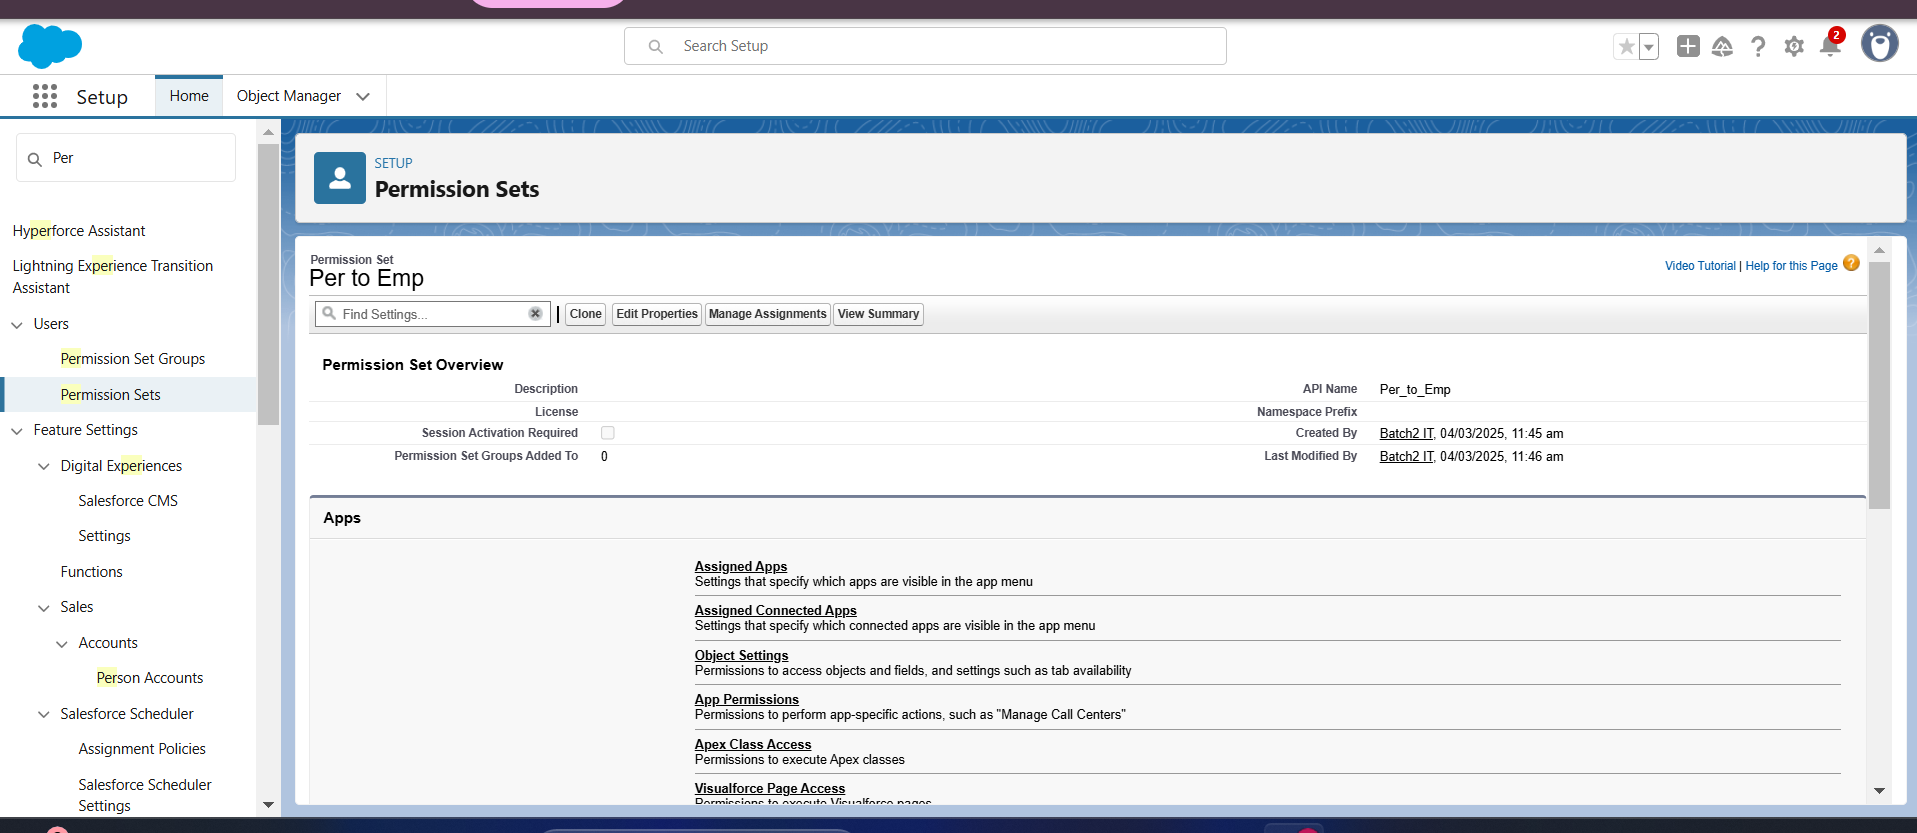 Search Setup
2
Setup
Home
Object Manager
Per
Hyperforce Assistant
Lightning Experience Transition
Assistant
Users
Permission Set Groups
Permission Sets
Feature Settings
Digital Experiences
Salesforce CMS
Settings
Functions
Sales
Accounts
Person Accounts
Salesforce Scheduler
Assignment Policies
Salesforce Scheduler
Settings
SETUP
Permission Sets
Permission Set
Per to Emp
Video Tutorial | Help for this Page ?
Find Settings...
Clone
Edit Properties
Manage Assignments
View Summary
Permission Set Overview
Description
API Name Per_to_Emp
License
Namespace Prefix
Session Activation Required
Created By Batch2 IT, 04/03/2025, 11:45 am
Permission Set Groups Added To 0
Last Modified By Batch2 IT, 04/03/2025, 11:46 am
Apps
Assigned Apps
Settings that specify which apps are visible in the app menu
Assigned Connected Apps
Settings that specify which connected apps are visible in the app menu
Object Settings
Permissions to access objects and fields, and settings such as tab availability
App Permissions
Permissions to perform app-specific actions, such as "Manage Call Centers"
Apex Class Access
Permissions to execute Apex classes
Visualforce Page Access
Permissions to execute Visualforce pages